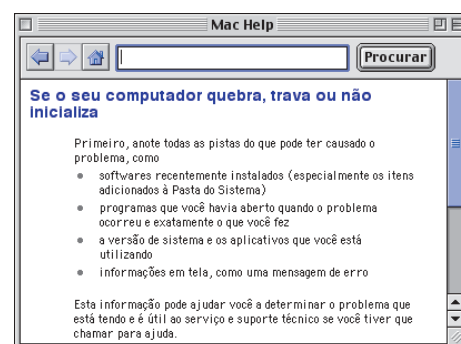 Mac Help
Procurar
Se o seu computador quebra, trava ou não
inicializa
Primeiro, anote todas as pistas do que pode ter causado o
problema, como
softwares recentemente instalados (especialmente os itens
adicionados à Pasta do Sistema)
programas que você havia aberto quando o problema
ocorreu e exatamente o que você fez
a versão de sistema e os aplicativos que você está
utilizando
informações em tela, como uma mensagem de erro
Esta informação pode ajudar você a determinar o problema que
está tendo e é útil ao serviço e suporte técnico se você tiver que
chamar para ajuda.